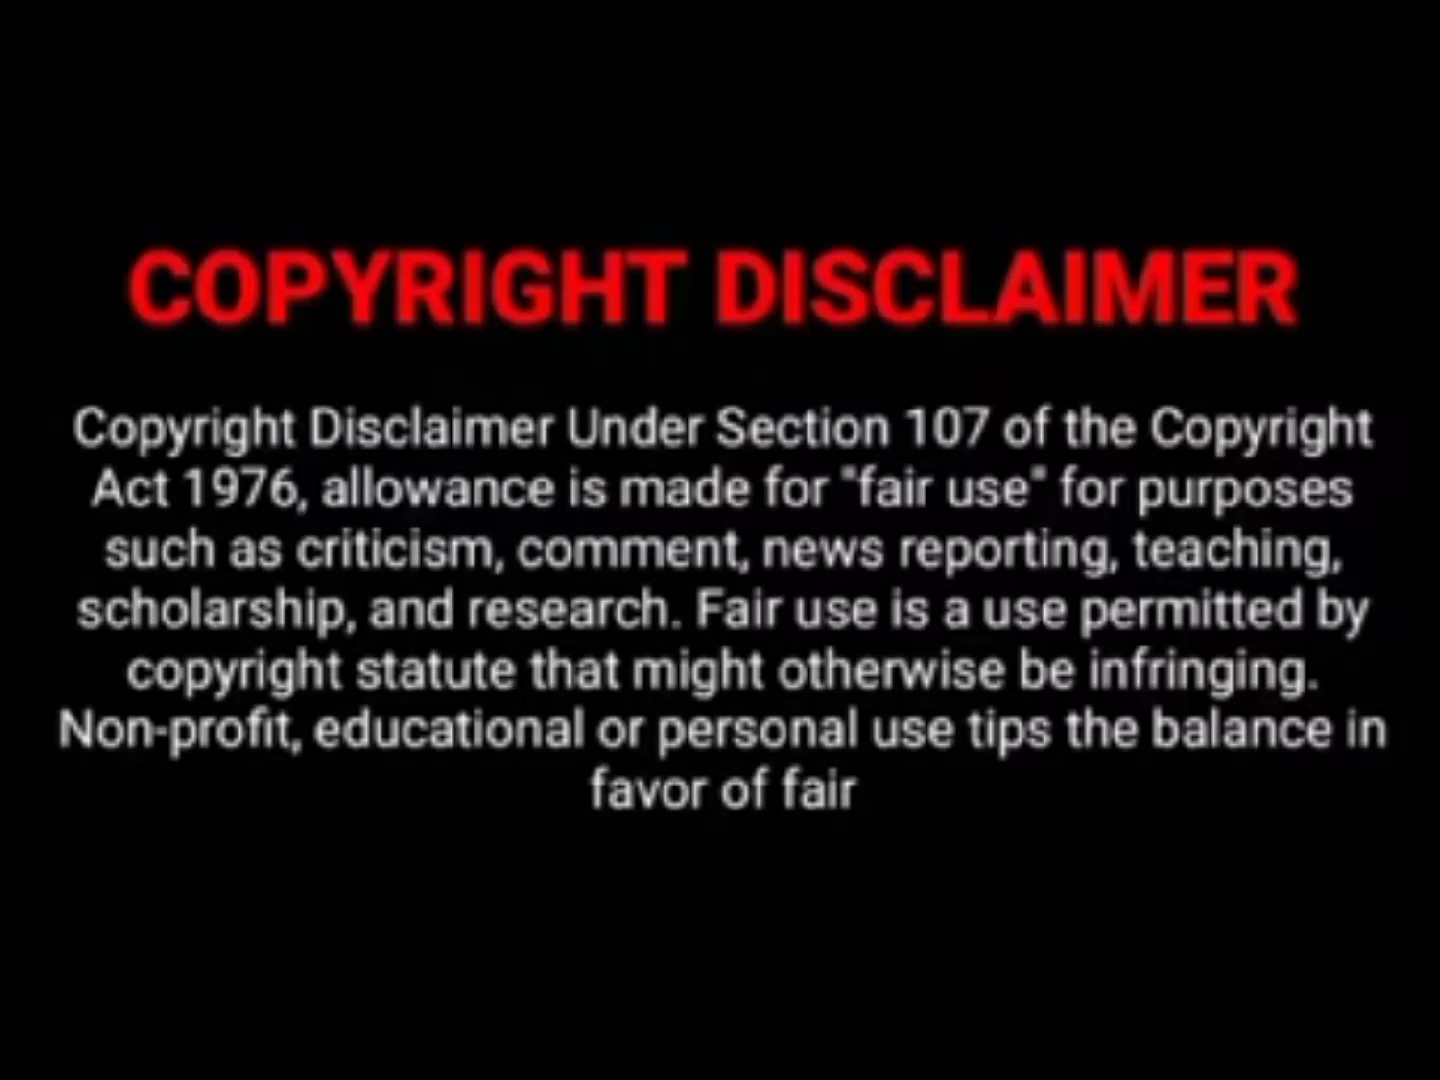 COPYRIGHT DISCLAIMER
Copyright Disclaimer Under Section 107 of the Copyright
Act 1976, allowance is made for "fair use" for purposes
such as criticism, comment, news reporting, teaching,
scholarship, and research. Fair use is a use permitted by
copyright statute that might otherwise be infringing.
Non-profit, educational or personal use tips the balance in
favor of fair